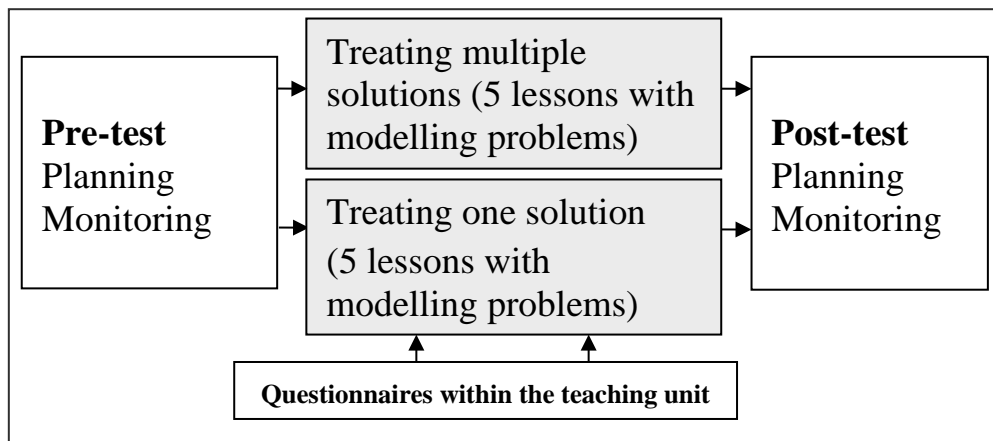 Pre-test
Planning
Monitoring
Treating multiple
solutions (5 lessons with
modelling problems)
Treating one solution
(5 lessons with
modelling problems)
Post-test
Planning
Monitoring
Questionnaires within the teaching unit